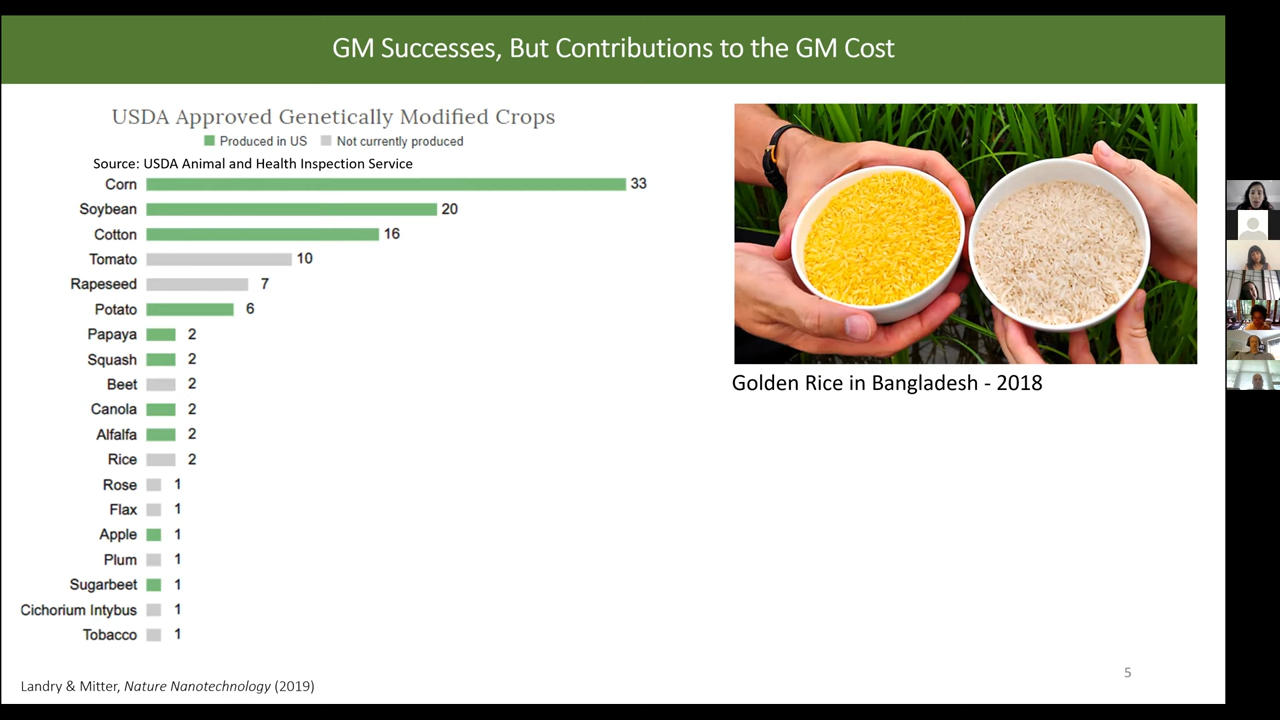 GM Successes, But Contributions to the GM Cost
USDA Approved Genetically Modified Crops
Produced in US Not currently produced
Source: USDA Animal and Health Inspection Service
Corn 33
Soybean 20
Cotton 16
Tomato 10
Rapeseed 7
Potato 6
Papaya 2
Squash 2
Beet 2
Canola 2
Alfalfa 2
Rice 2
Rose 1
Flax 1
Apple 1
Plum 1
Sugarbeet 1
Cichorium Intybus 1
Tobacco 1
Golden Rice in Bangladesh - 2018
Landry & Mitter, Nature Nanotechnology (2019)
5